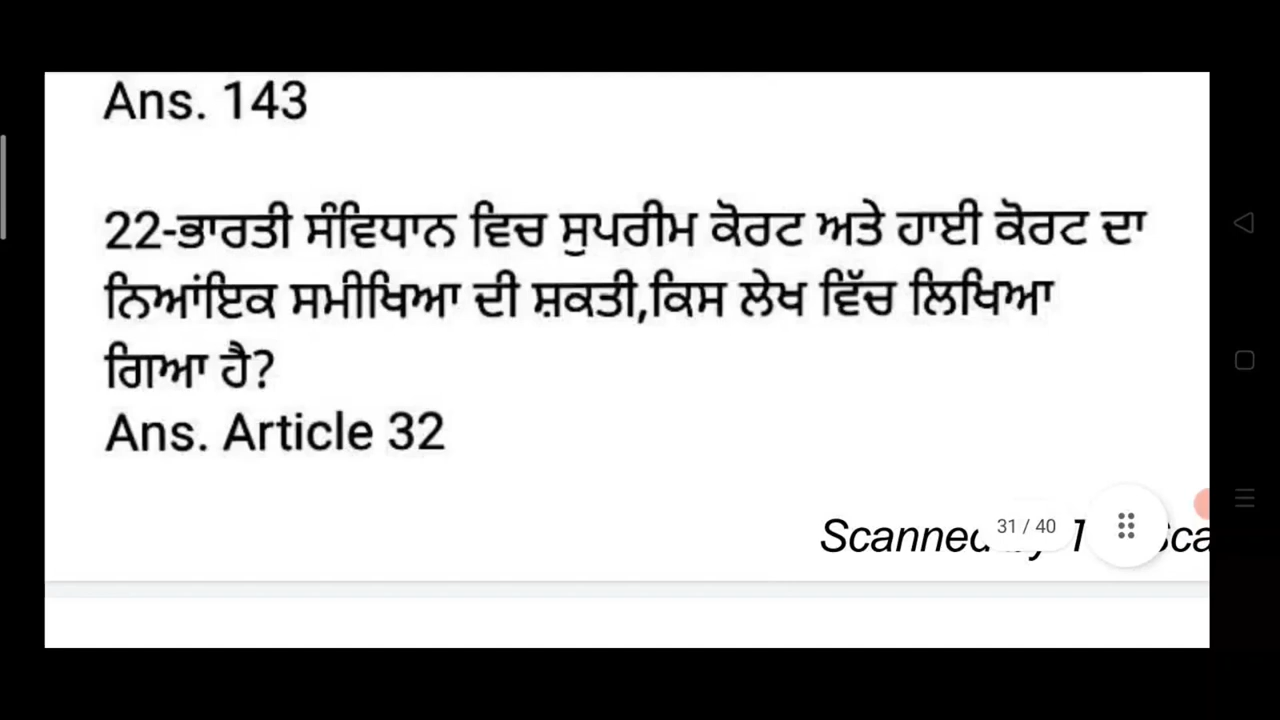 Ans. 143
22-ਭਾਰਤੀ ਸੰਵਿਧਾਨ ਵਿਚ ਸੁਪਰੀਮ ਕੋਰਟ ਅਤੇ ਹਾਈ ਕੋਰਟ ਦਾ
ਨਿਆਂਇਕ ਸਮੀਖਿਆ ਦੀ ਸ਼ਕਤੀ,ਕਿਸ ਲੇਖ ਵਿੱਚ ਲਿਖਿਆ
ਗਿਆ ਹੈ?
Ans. Article 32
31 / 40